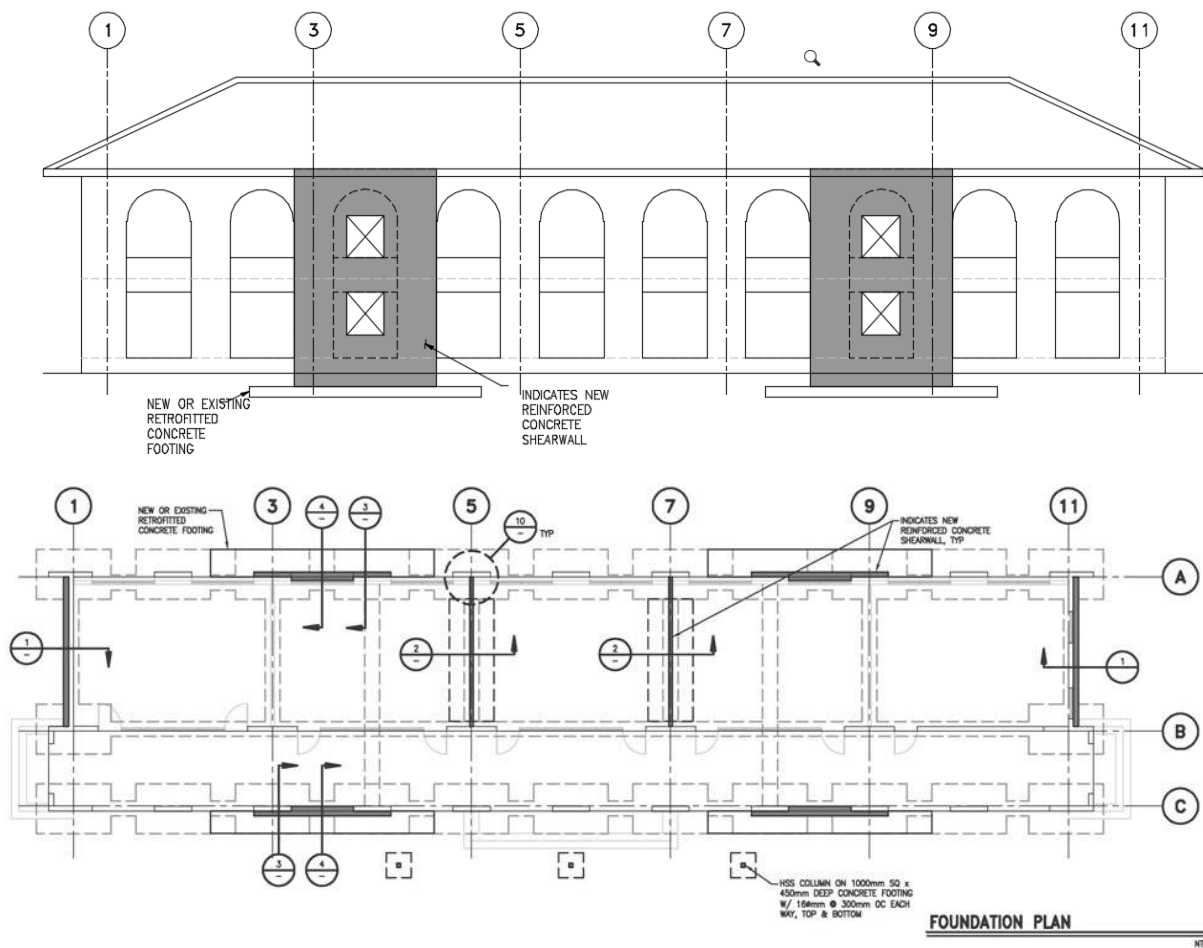 1 3 5 7 9 11
NEW OR EXISTING
RETROFITTED
CONCRETE
FOOTING
INDICATES NEW
REINFORCED
CONCRETE
SHEARWALL
1 3 5 7 9 11
NEW OR EXISTING
RETROFITTED
CONCRETE FOOTING
4
-
3
-
10
-
TYP
INDICATES NEW
REINFORCED CONCRETE
SHEARWALL, TYP
A
1
-
2
-
2
-
1
-
B
C
3
-
4
-
HSS COLUMN ON 1000mm SQ x
450mm DEEP CONCRETE FOOTING
W/ 16ømm @ 300mm OC EACH
WAY, TOP & BOTTOM
FOUNDATION PLAN